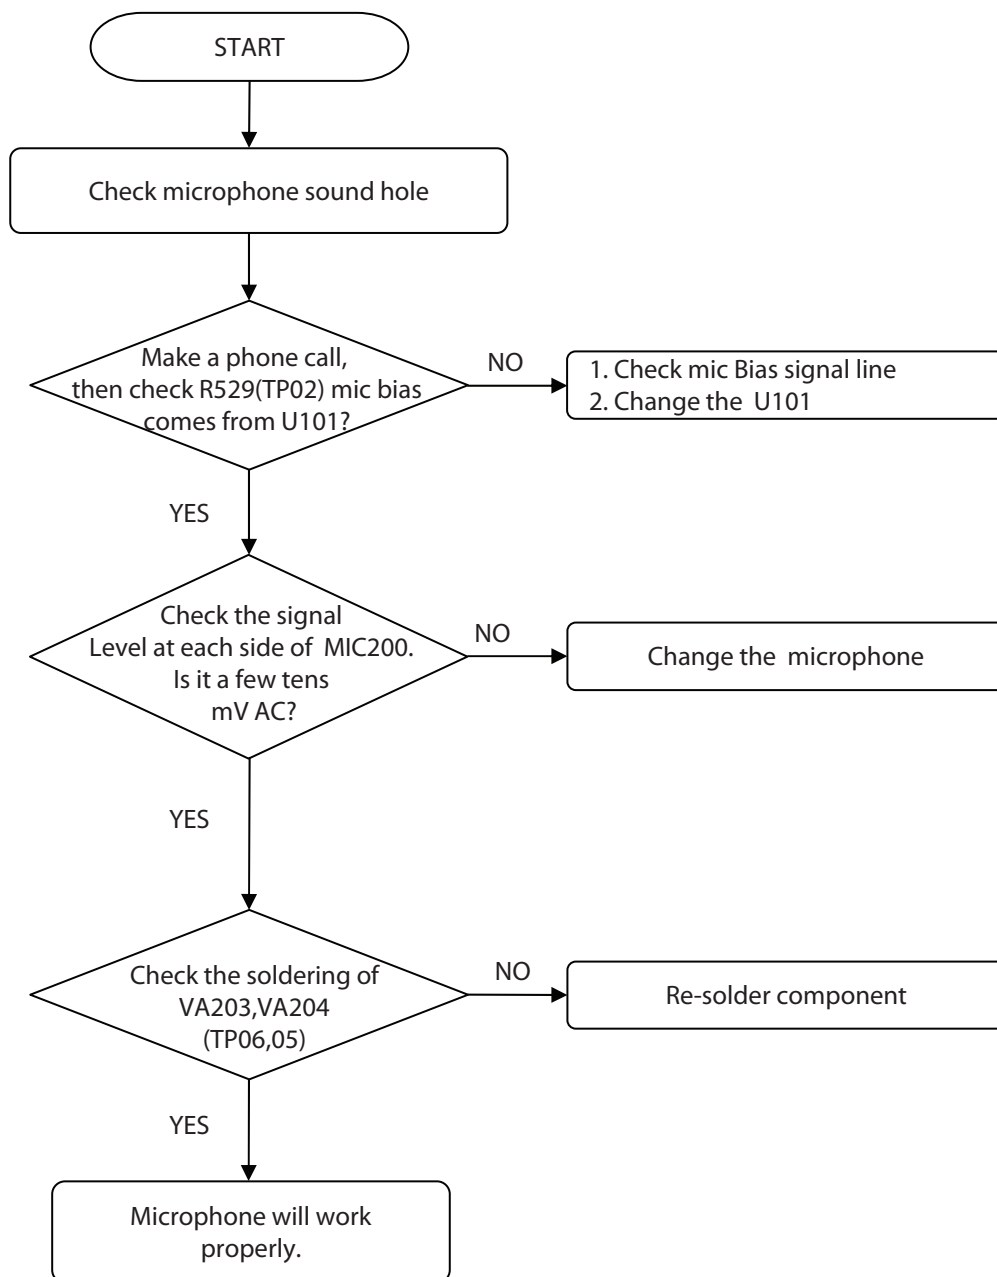 START
Check microphone sound hole
Make a phone call,
then check R529(TP02) mic bias
comes from U101?
NO
1. Check mic Bias signal line
2. Change the U101
YES
Check the signal
Level at each side of MIC200.
Is it a few tens
mV AC?
NO
Change the microphone
YES
Check the soldering of
VA203,VA204
(TP06,05)
NO
Re-solder component
YES
Microphone will work
properly.